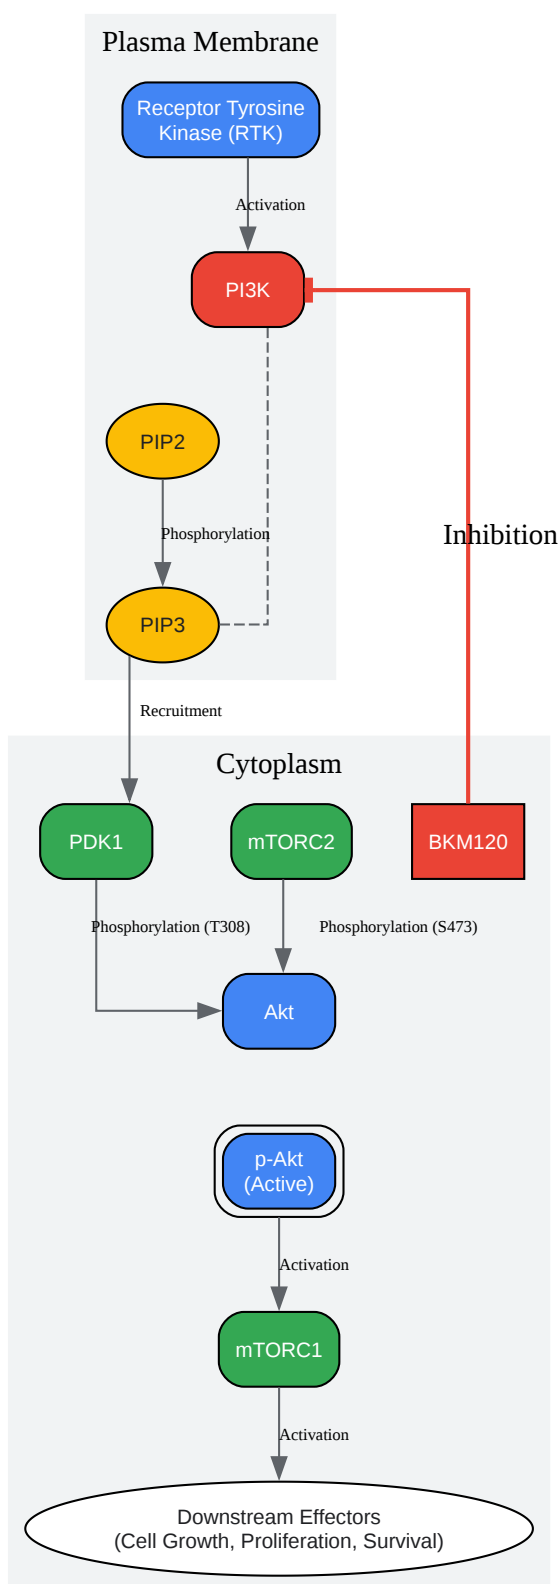 Plasma Membrane
Receptor Tyrosine
Kinase (RTK)
Activation
PI3K
PIP2
Inhibition
Phosphorylation
PIP3
Recruitment
Cytoplasm
PDK1
mTORC2
BKM120
Phosphorylation (T308)
Phosphorylation (S473)
Akt
p-Akt
(Active)
Activation
mTORC1
Activation
Downstream Effectors
(Cell Growth, Proliferation, Survival)